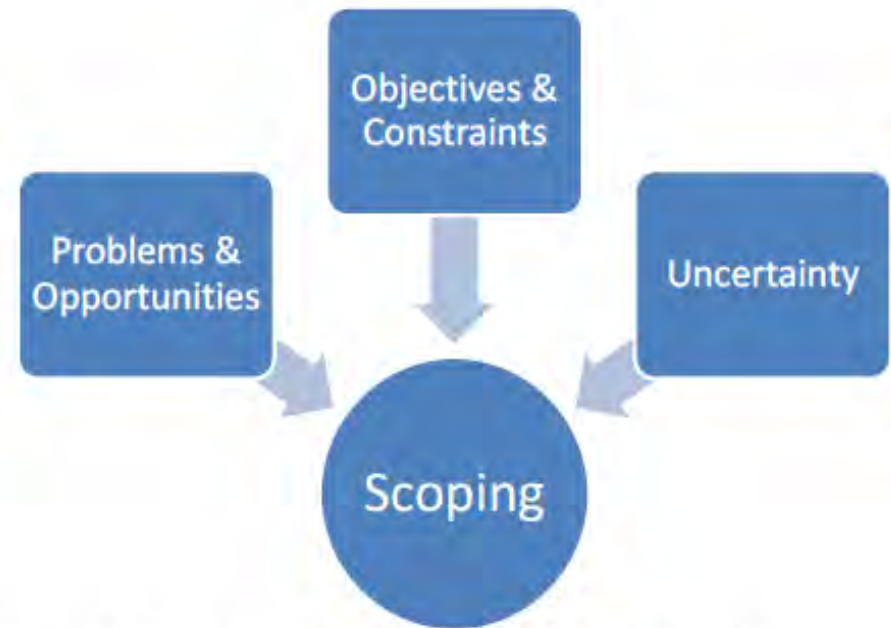 Objectives &
Constraints
Problems &
Opportunities
Uncertainty
Scoping